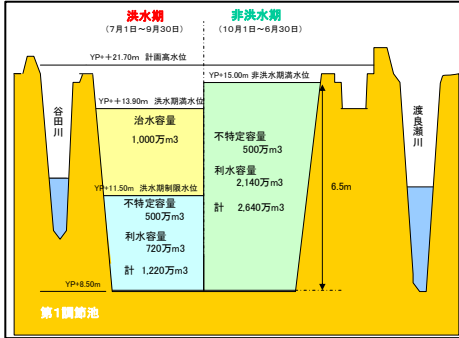 洪水期
(7月1日～9月30日)
非洪水期
(10月1日～6月30日)
YP++21.70m 計画高水位
YP+15.00m 非洪水期満水位
YP++13.90m 洪水期満水位
谷田川
渡良瀬川
治水容量
1,000万m3
不特定容量
500万m3
利水容量
2,140万m3
計 2,640万m3
6.5m
YP+11.50m 洪水期制限水位
不特定容量
500万m3
利水容量
720万m3
計 1,220万m3
YP+8.50m
第1調節池